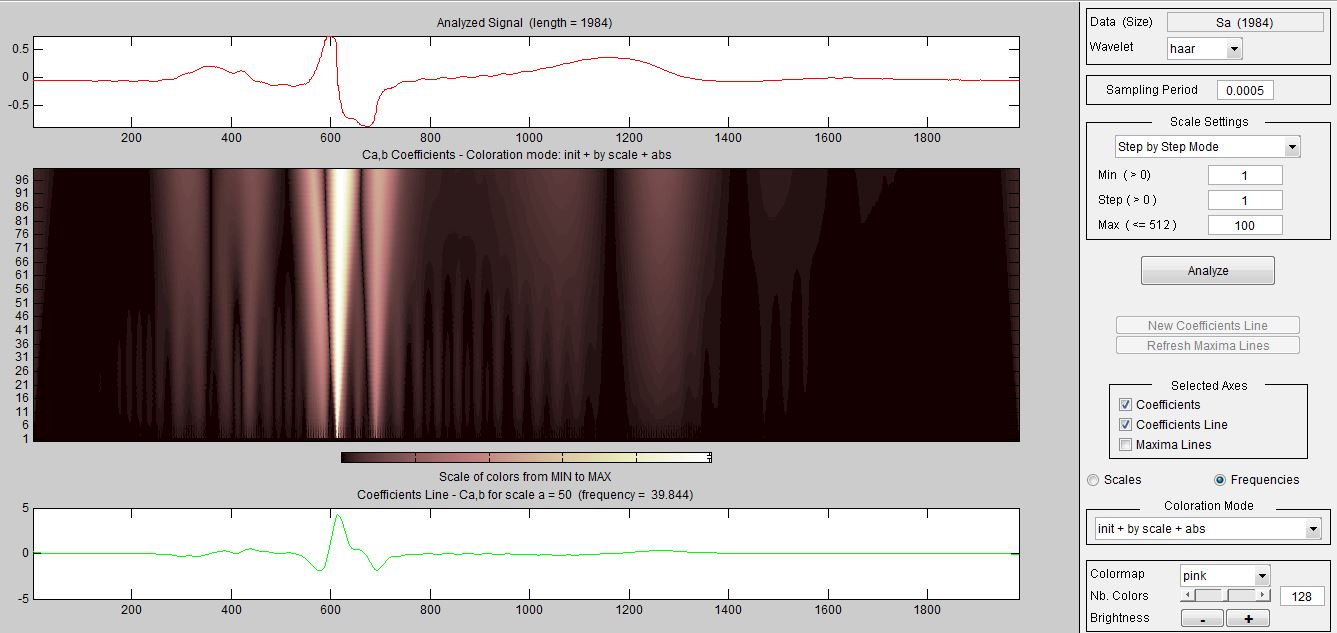 Analyzed Signal (length = 1984)
0.5
0
-0.5
200 400 600 800 1000 1200 1400 1600 1800
Ca,b Coefficients - Coloration mode: init + by scale + abs
96
91
86
81
76
71
66
61
56
51
46
41
36
31
26
21
16
11
6
1
Scale of colors from MIN to MAX
Coefficients Line - Ca,b for scale a = 50 (frequency = 39.844)
5
0
-5
200 400 600 800 1000 1200 1400 1600 1800
Data (Size) Sa (1984)
Wavelet haar
Sampling Period 0.0005
Scale Settings
Step by Step Mode
Min ( > 0) 1
Step ( > 0 ) 1
Max ( <= 512 ) 100
Analyze
New Coefficients Line
Refresh Maxima Lines
Selected Axes
Coefficients
Coefficients Line
Maxima Lines
Scales Frequencies
Coloration Mode
init + by scale + abs
Colormap pink
Nb. Colors 128
Brightness - +